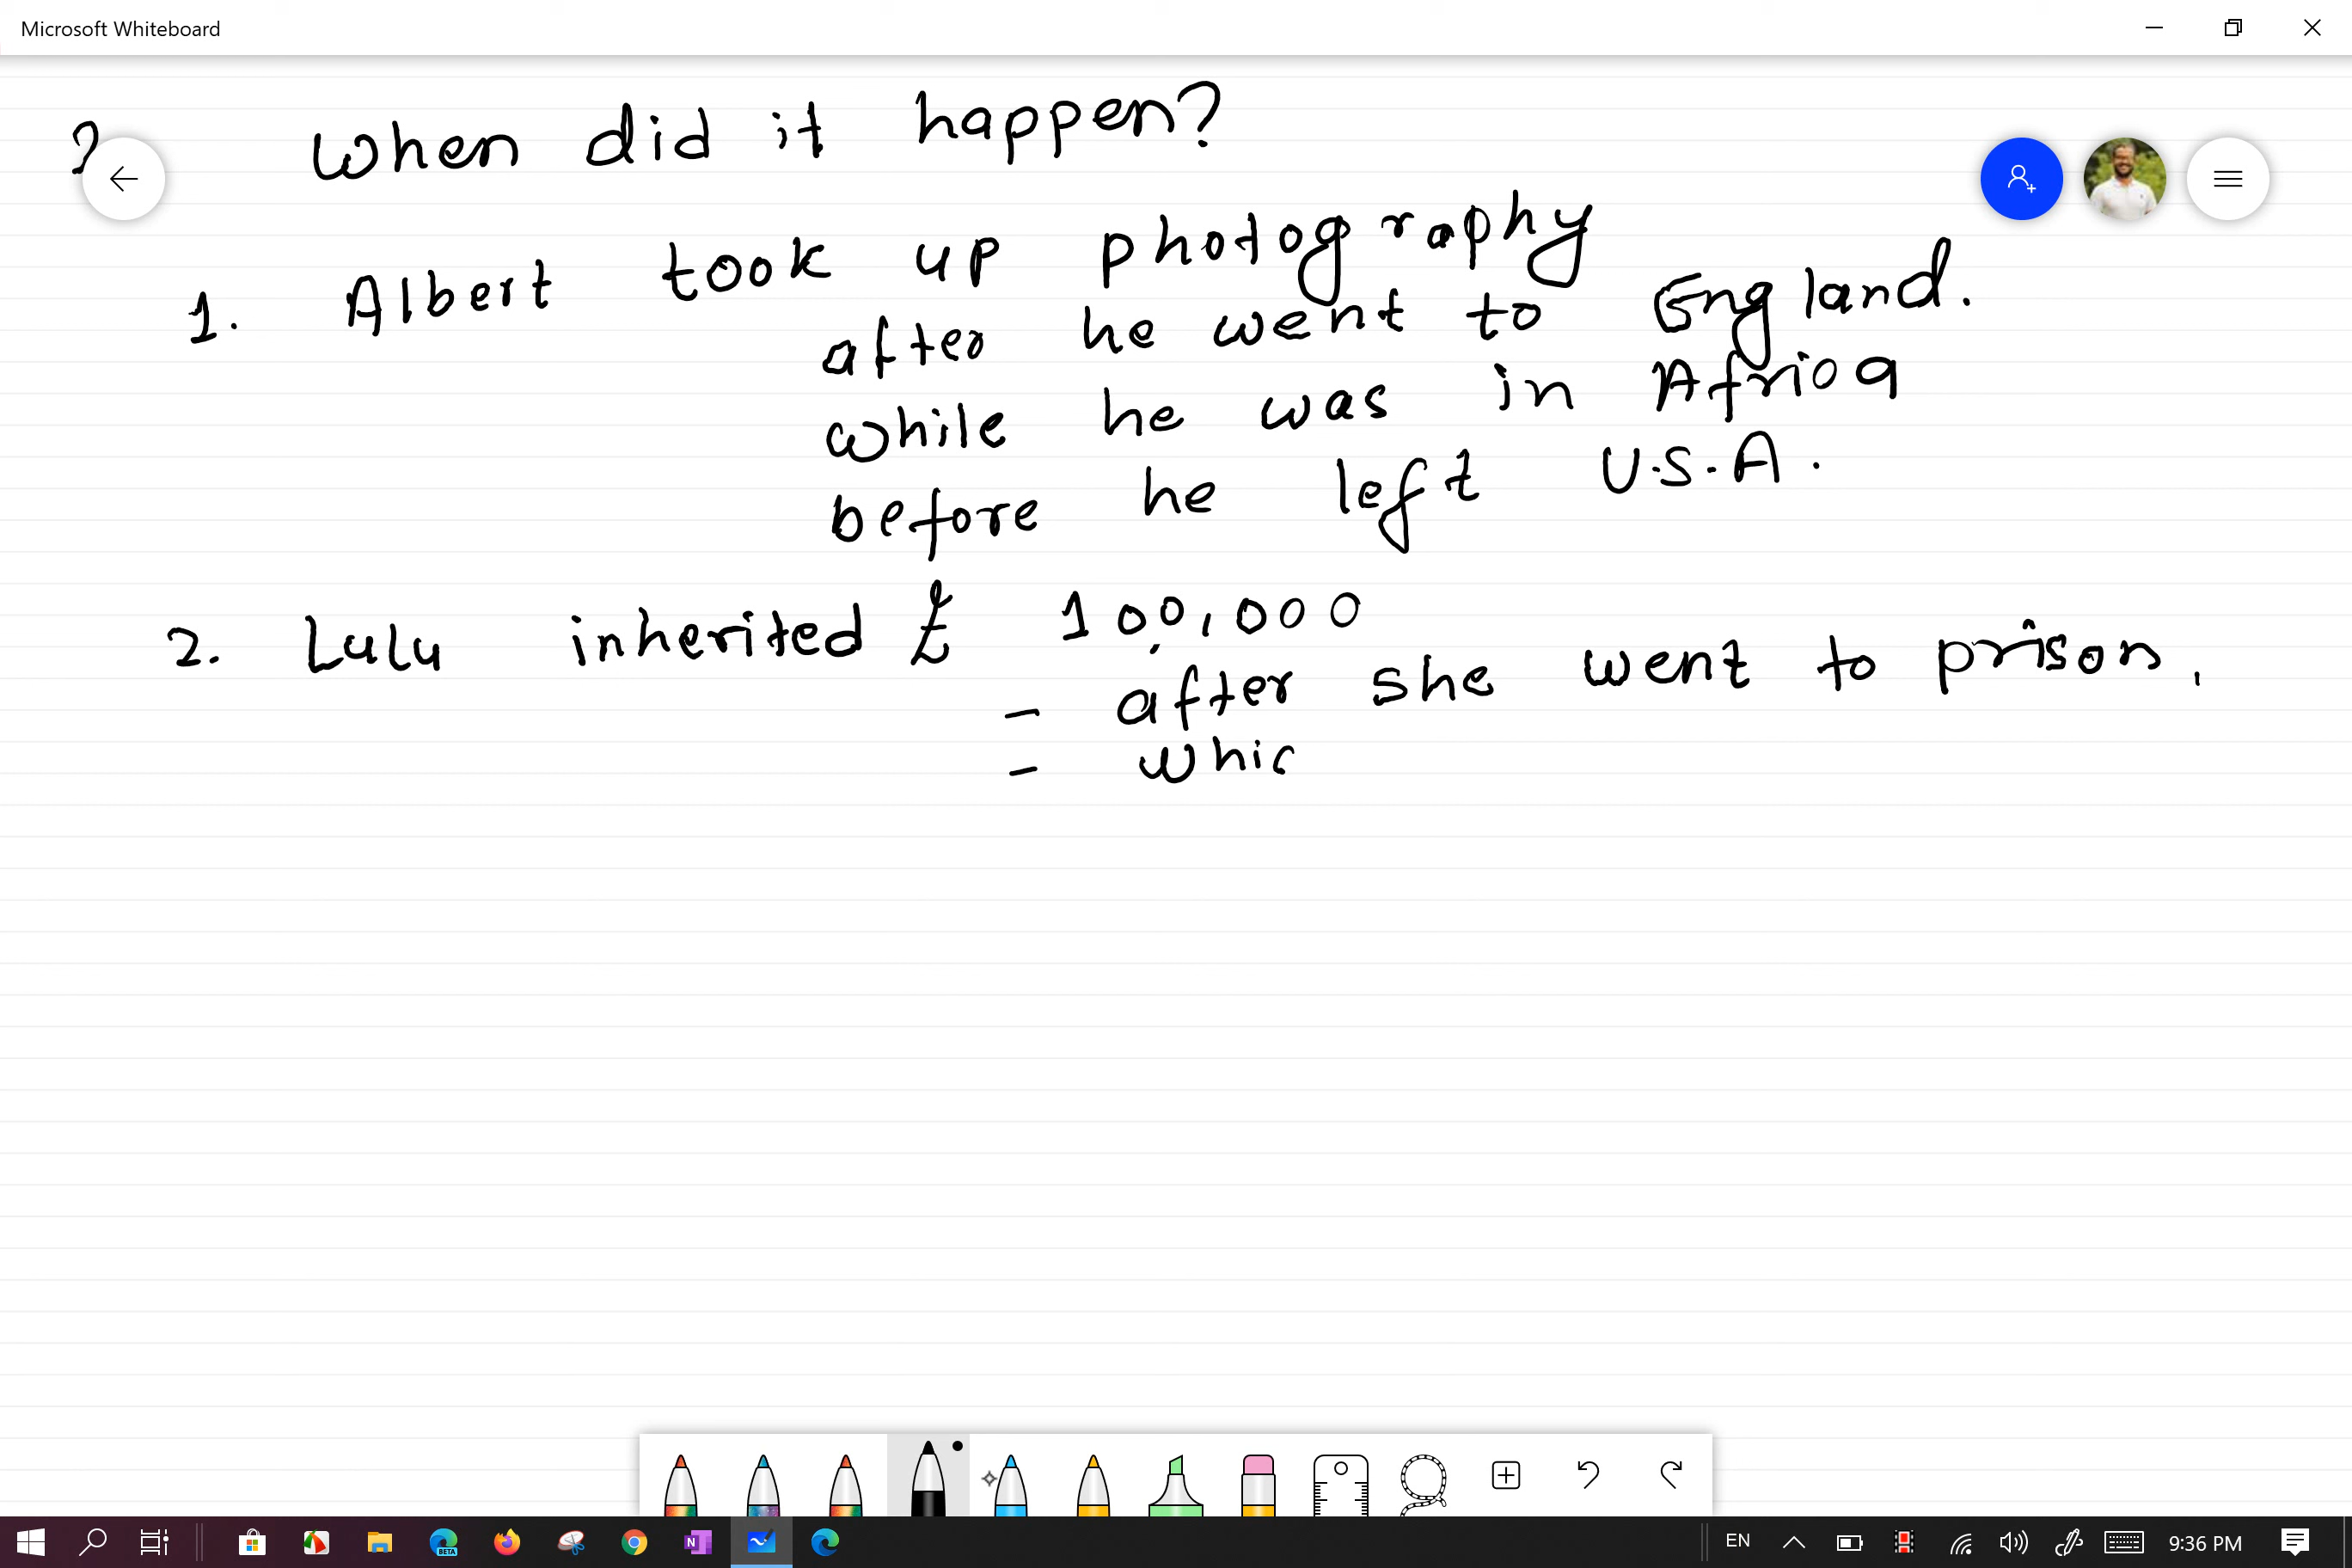 Microsoft Whiteboard
? When did it happen?
1. Albert took up photography
after he went to England.
while he was in Africa
before he left U.S.A.
2. Lulu inherited £ 100,000
- after she went to prison.
- whic
BETA
N
EN
9:36 PM